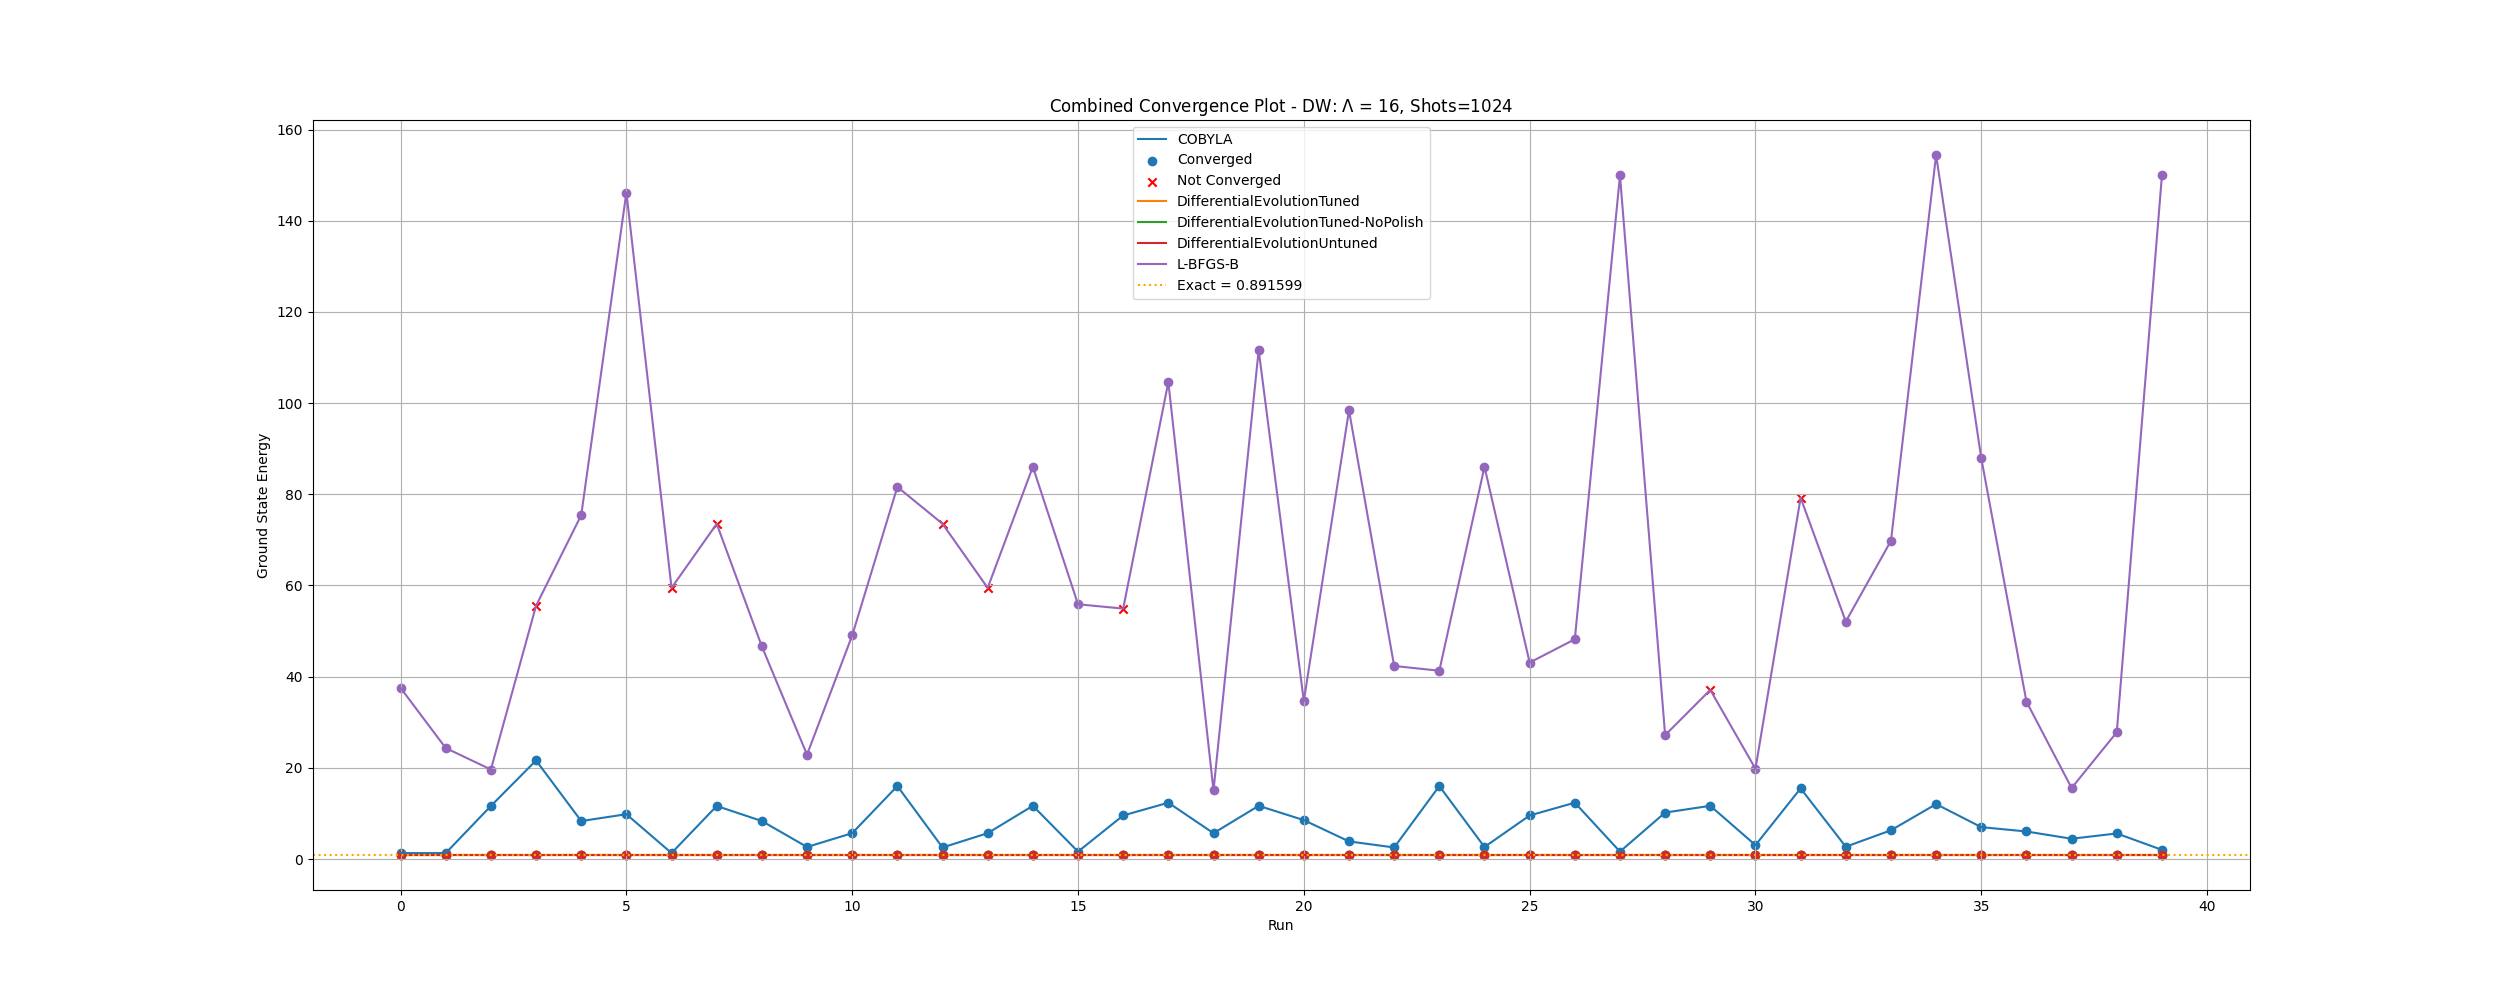 Combined Convergence Plot - DW: Λ = 16, Shots=1024
160
140
120
100
80
60
40
20
0
Ground State Energy
COBYLA
Converged
Not Converged
DifferentialEvolutionTuned
DifferentialEvolutionTuned-NoPolish
DifferentialEvolutionUntuned
L-BFGS-B
Exact = 0.891599
0 5 10 15 20 25 30 35 40
Run